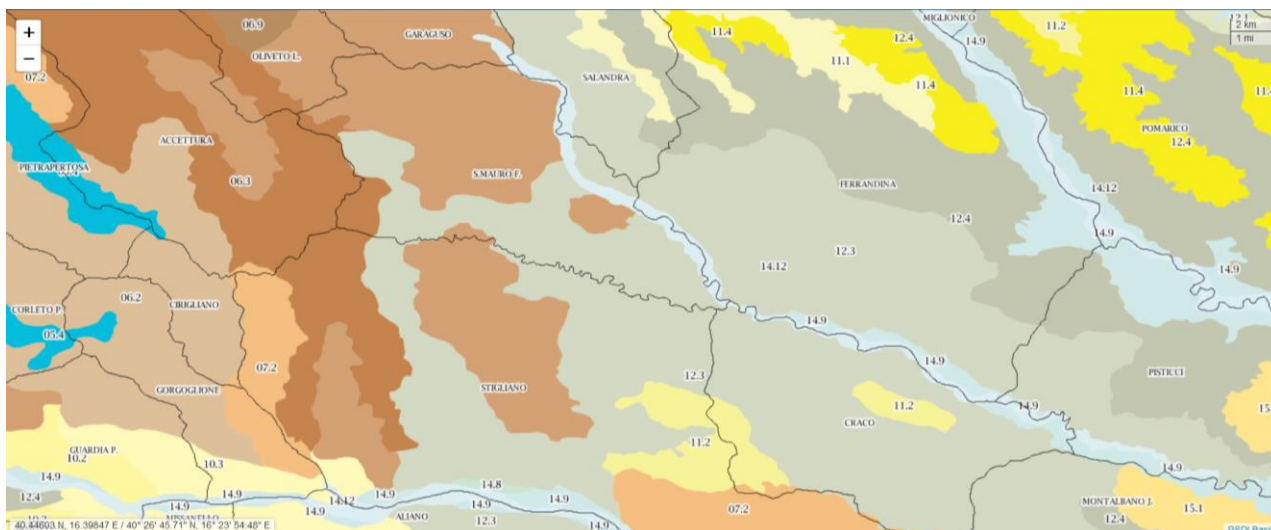 +
−
06.9
GARAGUSO
MIGLIONICO
12.1
2 km
1 mi
OLIVETO L.
11.4
12.4
14.9
11.2
07.2
SALANDRA
11.1
11.4
11.4
POMARICO
ACCETTURA
12.4
PIETRAPERTOSA
06.3
S.MAURO F.
FERRANDINA
14.12
12.4
14.9
12.3
14.12
14.9
06.2
CIRIGLIANO
CORLETO P.
05.4
14.9
14.9
07.2
12.3
PISTICCI
GORGOGLIONE
STIGLIANO
11.2
14.9
CRACO
GUARDIA P.
10.2
10.3
11.2
14.9
14.9
14.9
14.12
14.9
14.8
14.9
07.2
14.9
15.1
12.4
14.9
14.9
MISSANELLO
ALIANO
12.3
14.9
MONTALBANO J.
12.4
40.44603 N, 16.39847 E / 40° 26' 45.71" N, 16° 23' 54.48" E